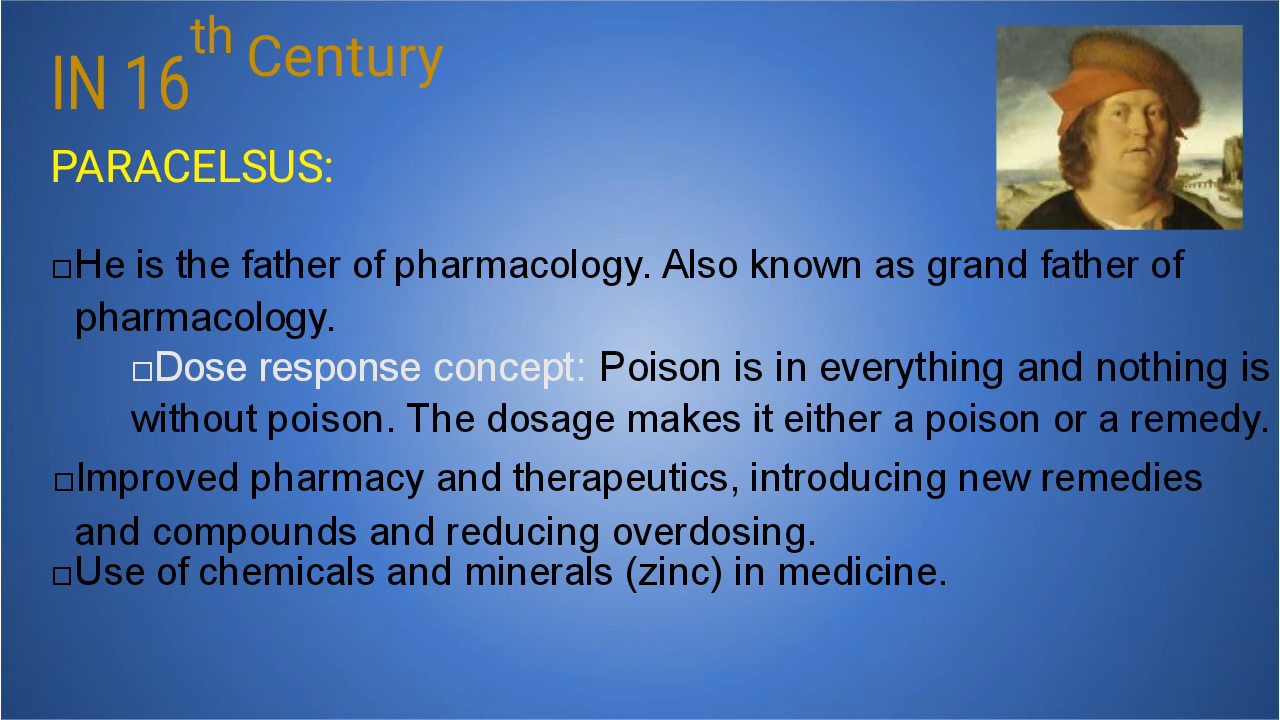 IN 16th Century
PARACELSUS:
□He is the father of pharmacology. Also known as grand father of
pharmacology.
□Dose response concept: Poison is in everything and nothing is
without poison. The dosage makes it either a poison or a remedy.
□Improved pharmacy and therapeutics, introducing new remedies
and compounds and reducing overdosing.
□Use of chemicals and minerals (zinc) in medicine.